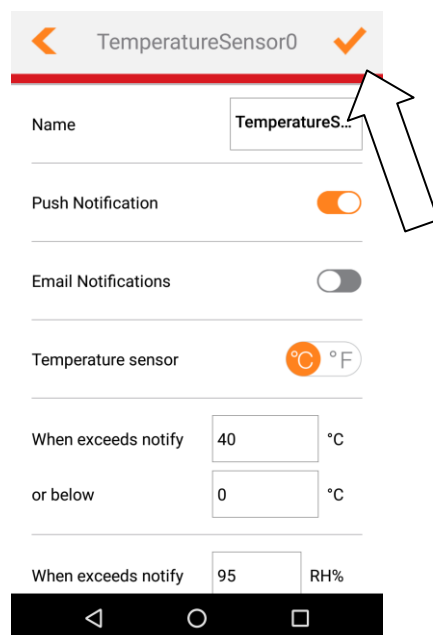 TemperatureSensor0
Name TemperatureS...
Push Notification
Email Notifications
Temperature sensor °C °F
When exceeds notify 40 °C
or below 0 °C
When exceeds notify 95 RH%